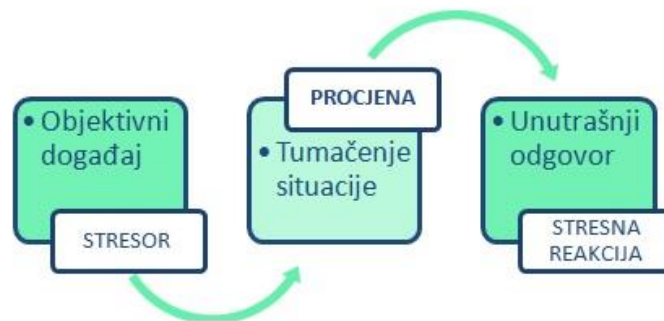 • Objektivni
događaj
STRESOR
PROCJENA
• Tumačenje
situacije
• Unutrašnji
odgovor
STRESNA
REAKCIJA